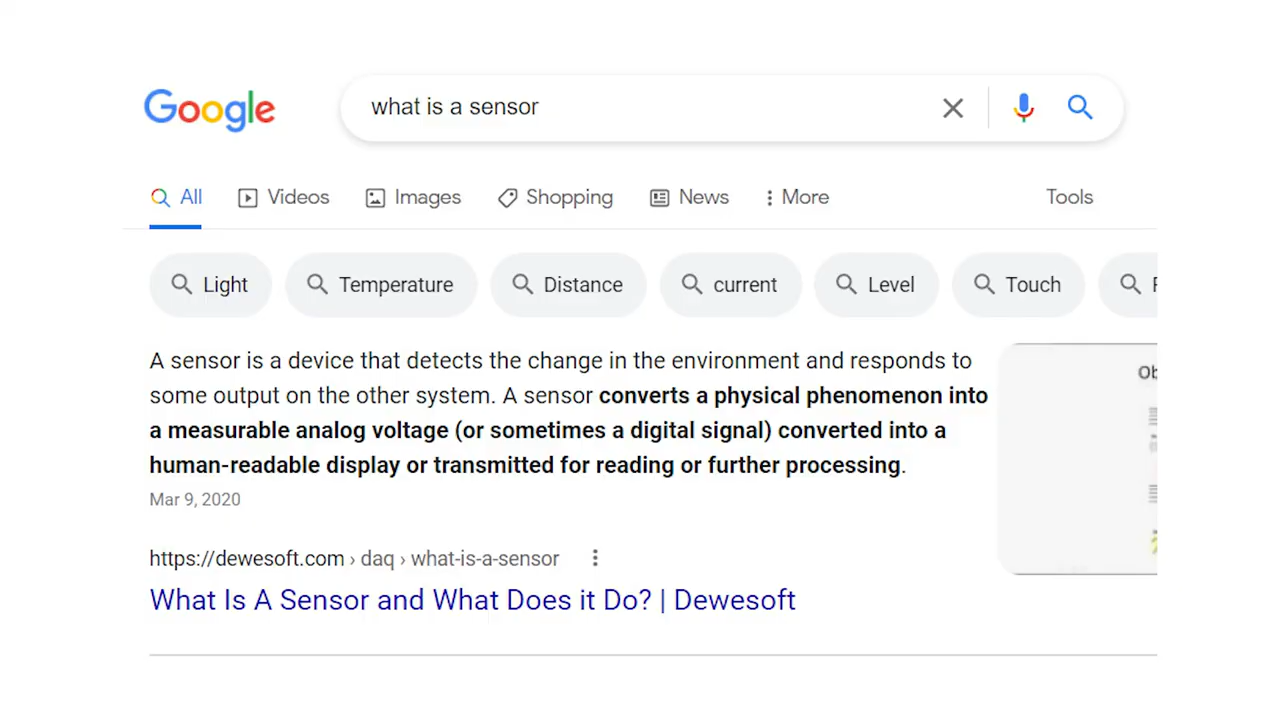 Google
what is a sensor
All Videos Images Shopping News More Tools
Light Temperature Distance current Level Touch
A sensor is a device that detects the change in the environment and responds to
some output on the other system. A sensor converts a physical phenomenon into
a measurable analog voltage (or sometimes a digital signal) converted into a
human-readable display or transmitted for reading or further processing.
Mar 9, 2020
https://dewesoft.com › daq › what-is-a-sensor
What Is A Sensor and What Does it Do? | Dewesoft